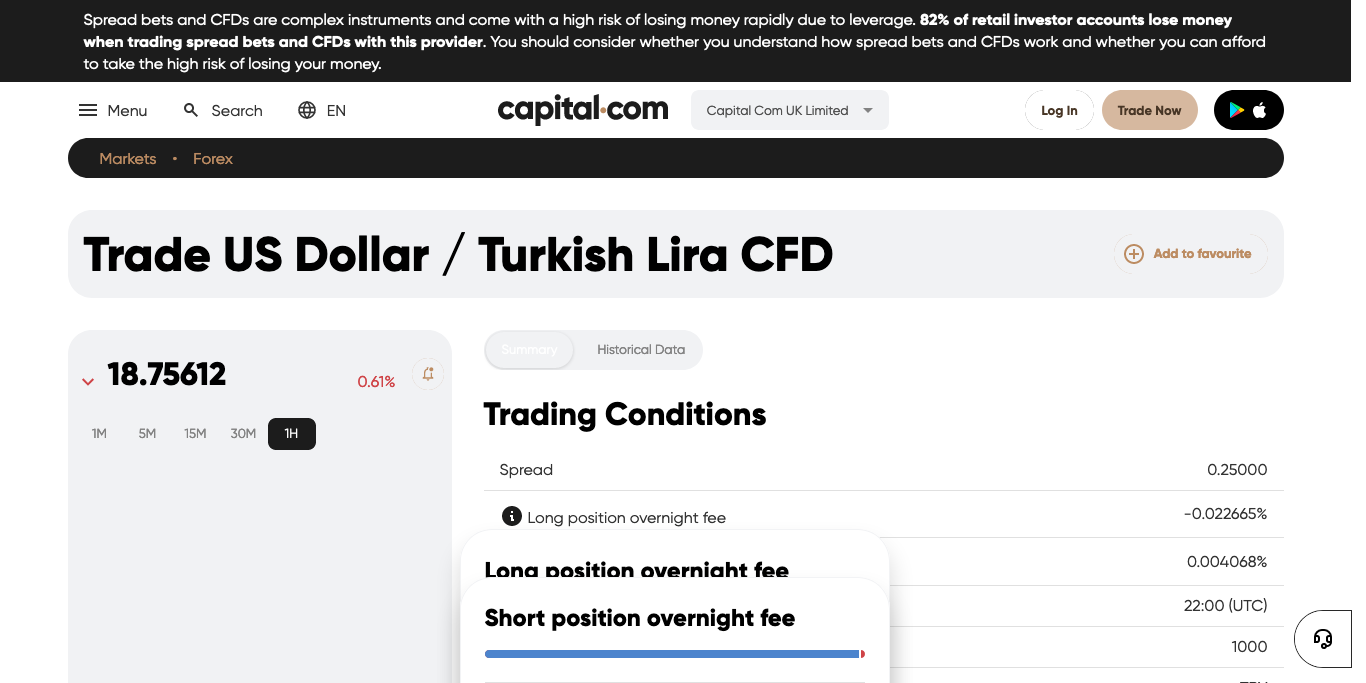 Spread bets and CFDs are complex instruments and come with a high risk of losing money rapidly due to leverage. 82% of retail investor accounts lose money
when trading spread bets and CFDs with this provider. You should consider whether you understand how spread bets and CFDs work and whether you can afford
to take the high risk of losing your money.
Menu Search EN capital.com Capital Com UK Limited Log In Trade Now
Markets • Forex
Trade US Dollar / Turkish Lira CFD Add to favourite
18.75612 0.61%
1M 5M 15M 30M 1H
Summary Historical Data
Trading Conditions
Spread 0.25000
Long position overnight fee -0.022665%
Long position overnight fee
0.004068%
Short position overnight fee
22:00 (UTC)
1000